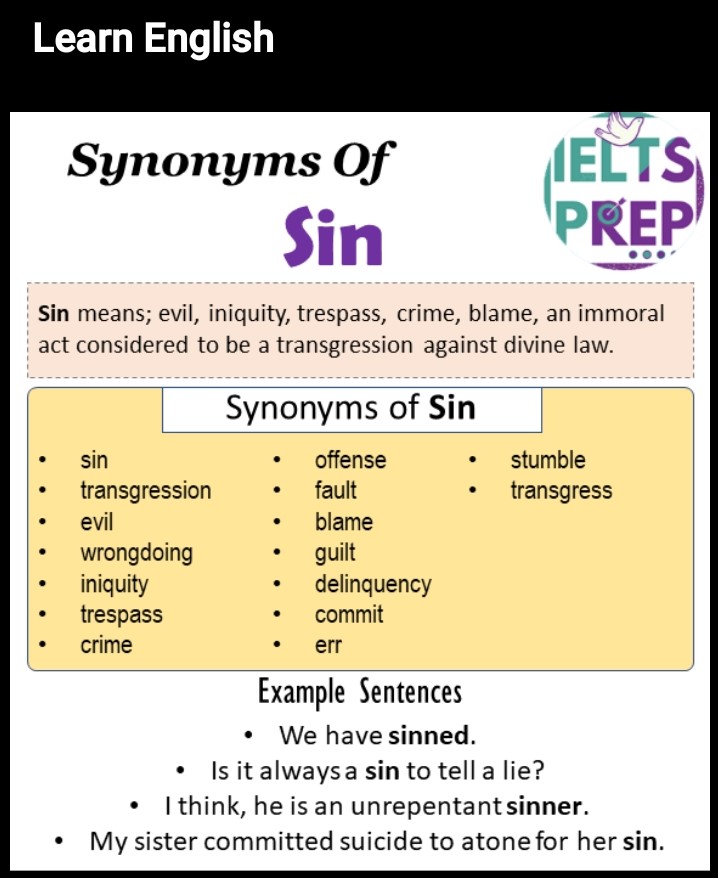 Learn English
Synonyms Of
Sin
IELTS
PREP
Sin means; evil, iniquity, trespass, crime, blame, an immoral
act considered to be a transgression against divine law.
Synonyms of Sin
• sin
• transgression
• evil
• wrongdoing
• iniquity
• trespass
• crime
• offense
• fault
• blame
• guilt
• delinquency
• commit
• err
• stumble
• transgress
Example Sentences
• We have sinned.
• Is it always a sin to tell a lie?
• I think, he is an unrepentant sinner.
• My sister committed suicide to atone for her sin.